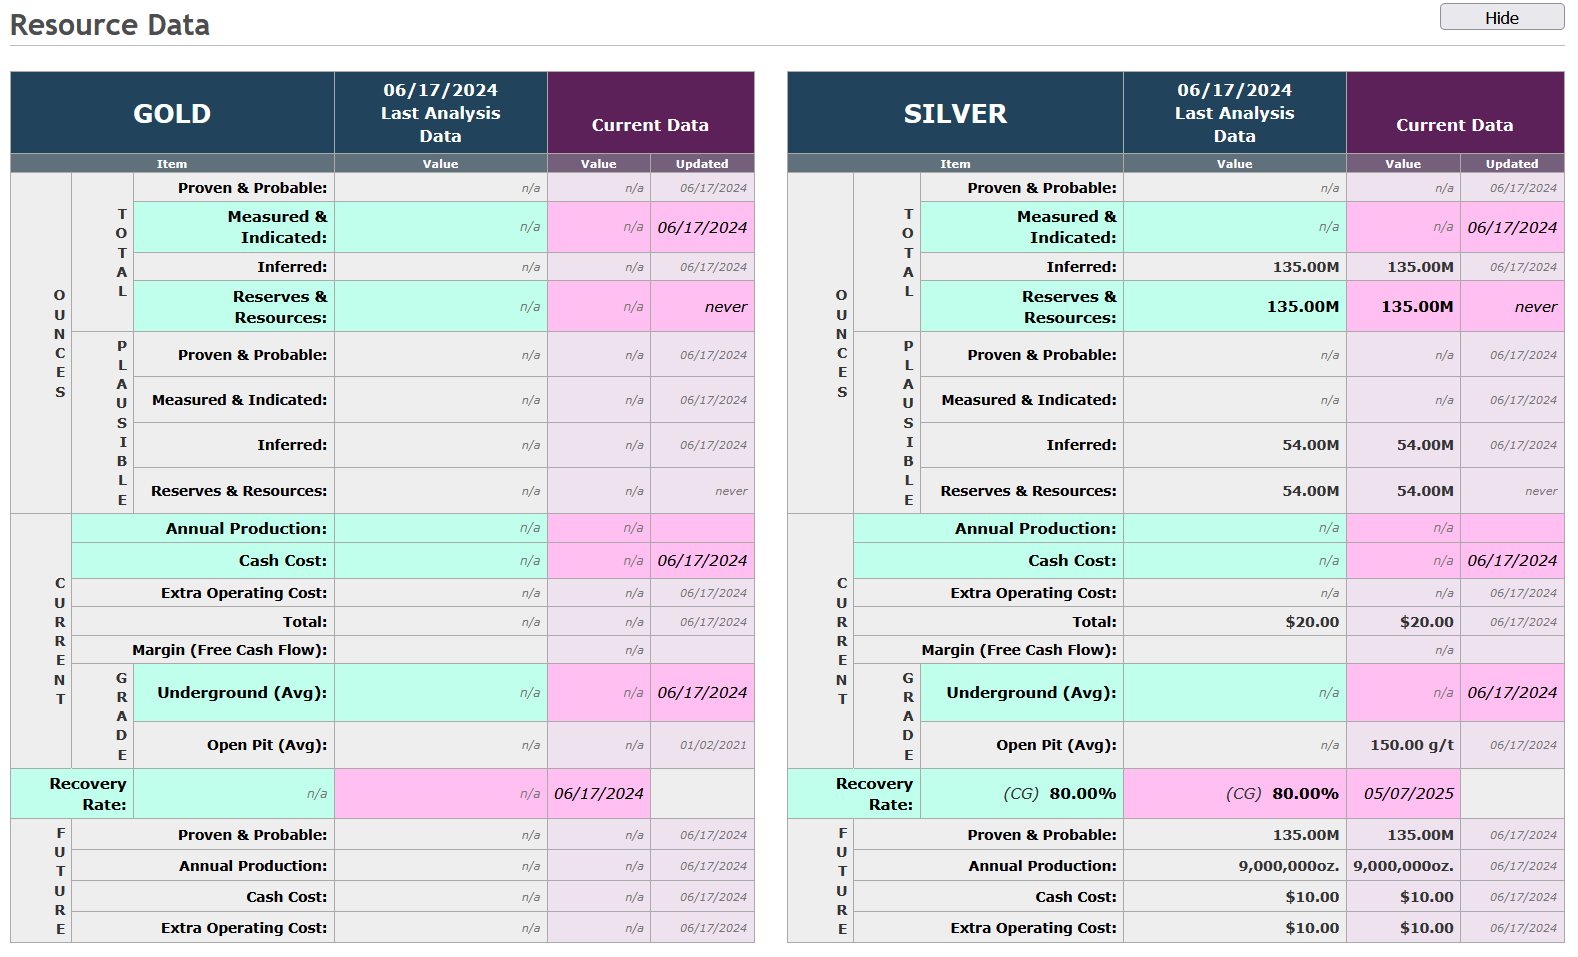 Resource Data
Hide
GOLD
06/17/2024
Last Analysis
Data
Current Data
Item Value Value Updated
OUNCES
TOTAL
Proven & Probable: n/a n/a 06/17/2024
Measured &
Indicated: n/a n/a 06/17/2024
Inferred: n/a n/a 06/17/2024
Reserves &
Resources: n/a n/a never
PLAUSIBLE
Proven & Probable: n/a n/a 06/17/2024
Measured & Indicated: n/a n/a 06/17/2024
Inferred: n/a n/a 06/17/2024
Reserves & Resources: n/a n/a never
CURRENT
Annual Production: n/a n/a
Cash Cost: n/a n/a 06/17/2024
Extra Operating Cost: n/a n/a 06/17/2024
Total: n/a n/a 06/17/2024
Margin (Free Cash Flow): n/a
GRADE
Underground (Avg): n/a n/a 06/17/2024
Open Pit (Avg): n/a n/a 01/02/2021
Recovery
Rate: n/a n/a 06/17/2024
FUTURE
Proven & Probable: n/a n/a 06/17/2024
Annual Production: n/a n/a 06/17/2024
Cash Cost: n/a n/a 06/17/2024
Extra Operating Cost: n/a n/a 06/17/2024
SILVER
06/17/2024
Last Analysis
Data
Current Data
Item Value Value Updated
OUNCES
TOTAL
Proven & Probable: n/a n/a 06/17/2024
Measured &
Indicated: n/a n/a 06/17/2024
Inferred: 135.00M 135.00M 06/17/2024
Reserves &
Resources: 135.00M 135.00M never
PLAUSIBLE
Proven & Probable: n/a n/a 06/17/2024
Measured & Indicated: n/a n/a 06/17/2024
Inferred: 54.00M 54.00M 06/17/2024
Reserves & Resources: 54.00M 54.00M never
CURRENT
Annual Production: n/a n/a
Cash Cost: n/a n/a 06/17/2024
Extra Operating Cost: n/a n/a 06/17/2024
Total: $20.00 $20.00 06/17/2024
Margin (Free Cash Flow): n/a
GRADE
Underground (Avg): n/a n/a 06/17/2024
Open Pit (Avg): n/a 150.00 g/t 06/17/2024
Recovery
Rate: (CG) 80.00% (CG) 80.00% 05/07/2025
FUTURE
Proven & Probable: 135.00M 135.00M 06/17/2024
Annual Production: 9,000,000oz. 9,000,000oz. 06/17/2024
Cash Cost: $10.00 $10.00 06/17/2024
Extra Operating Cost: $10.00 $10.00 06/17/2024